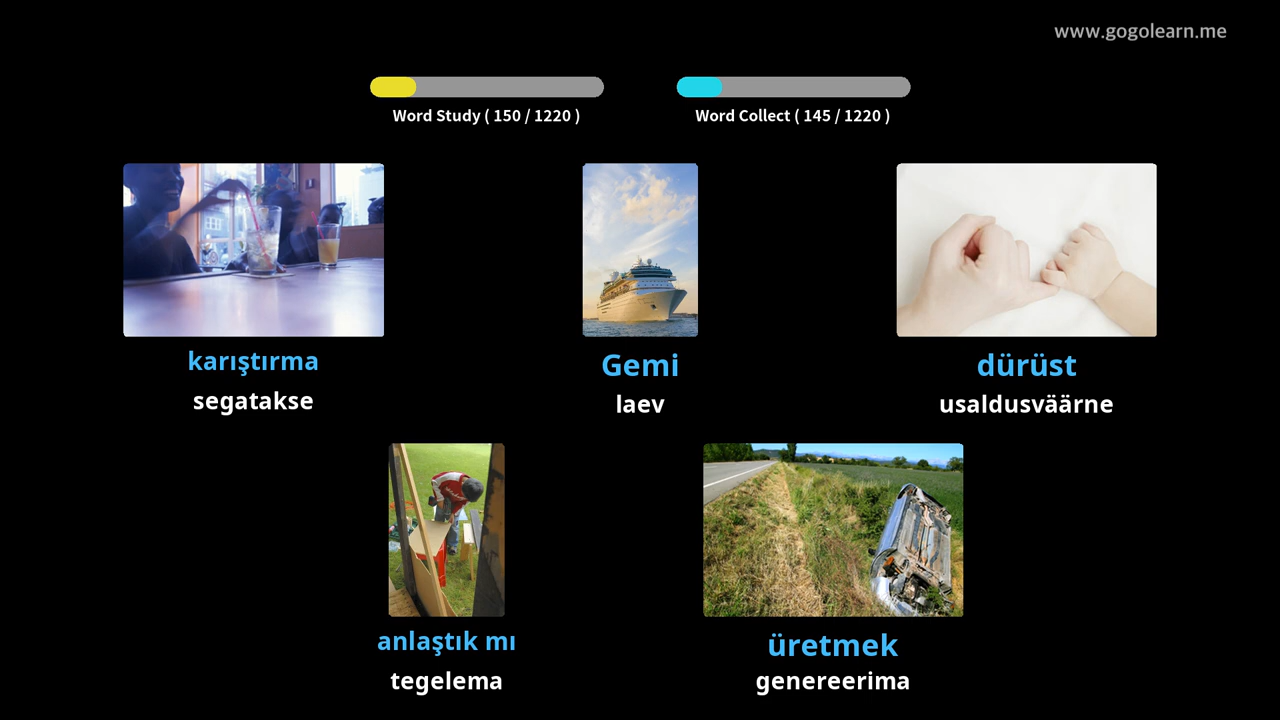 www.gogolearn.me
Word Study ( 150 / 1220 )
Word Collect ( 145 / 1220 )
karıştırma
segatakse
Gemi
laev
dürüst
usaldusväärne
anlaştık mı
tegelema
üretmek
genereerima